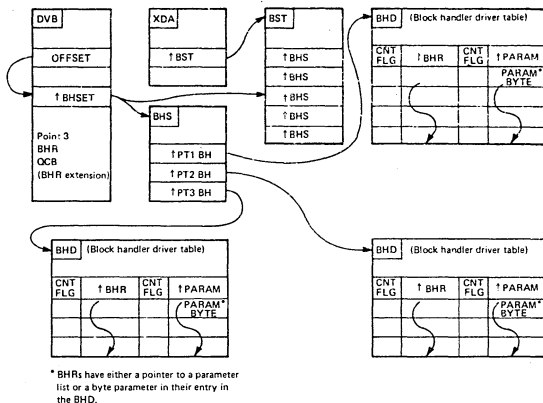 DVB
OFFSET
↑BHSET
Point 3
BHR
QCB
(BHR extension)
XDA
↑BST
BST
↑BHS
↑BHS
↑BHS
↑BHS
↑BHS
BHS
↑PT1 BH
↑PT2 BH
↑PT3 BH
BHD (Block handler driver table)
CNT FLG ↑BHR CNT FLG ↑PARAM
PARAM*
BYTE
BHD (Block handler driver table)
CNT FLG ↑BHR CNT FLG ↑PARAM
PARAM*
BYTE
BHD (Block handler driver table)
CNT FLG ↑BHR CNT FLG ↑PARAM
PARAM*
BYTE
* BHRs have either a pointer to a parameter
list or a byte parameter in their entry in
the BHD.